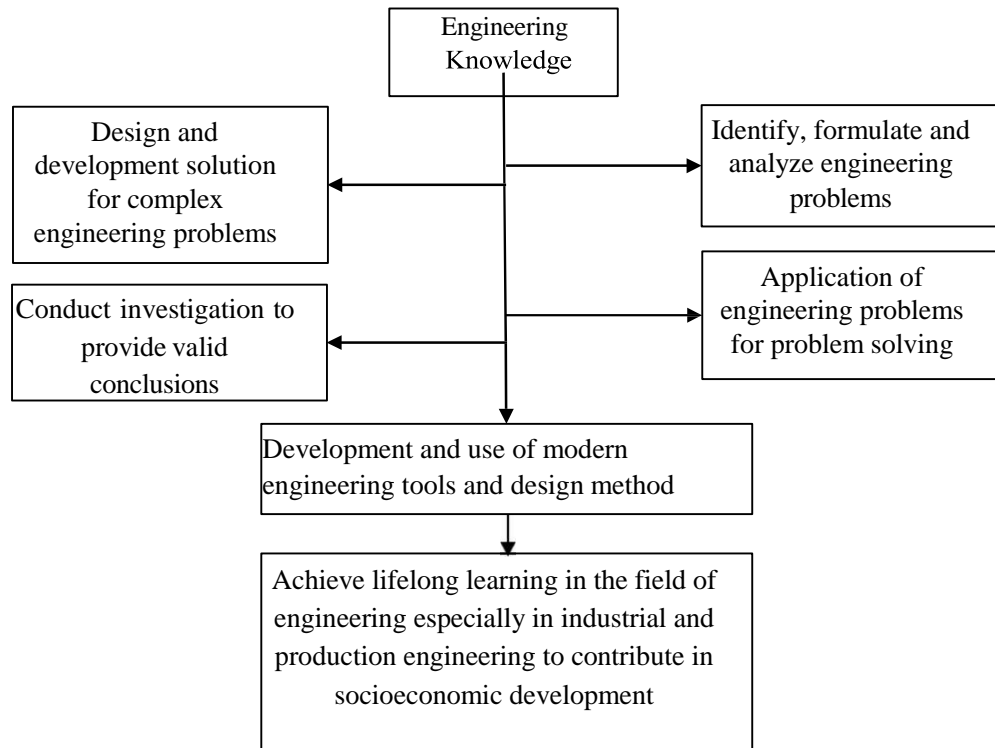 Engineering
Knowledge
Design and
development solution
for complex
engineering problems
Identify, formulate and
analyze engineering
problems
Conduct investigation to
provide valid
conclusions
Application of
engineering problems
for problem solving
Development and use of modern
engineering tools and design method
Achieve lifelong learning in the field of
engineering especially in industrial and
production engineering to contribute in
socioeconomic development